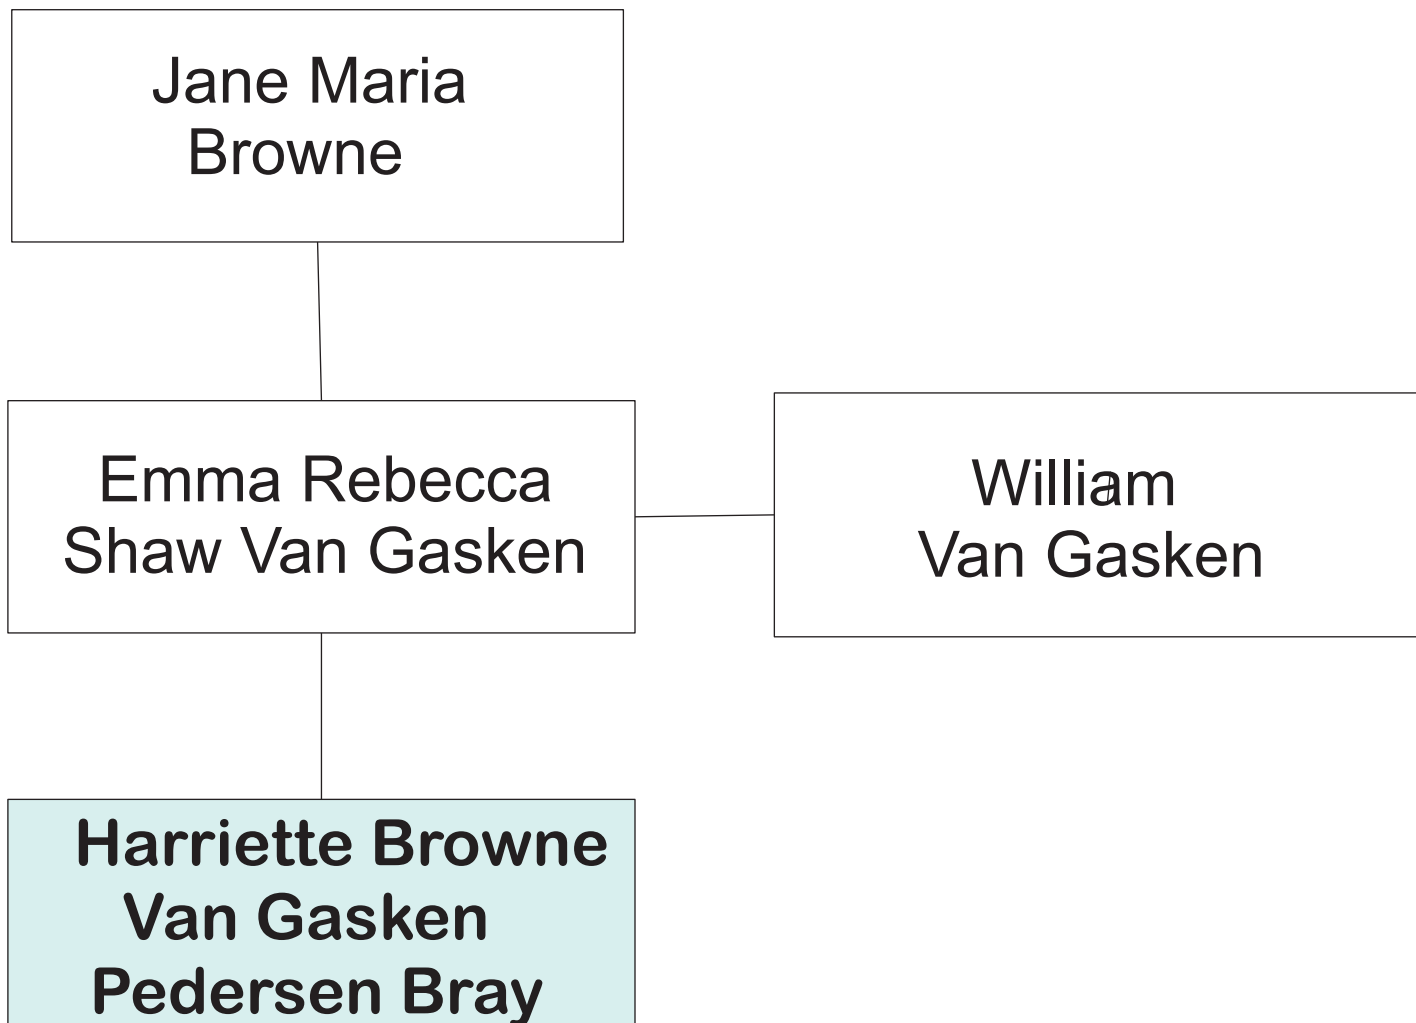 Jane Maria
Browne
Emma Rebecca
Shaw Van Gasken
William
Van Gasken
Harriette Browne
Van Gasken
Pedersen Bray